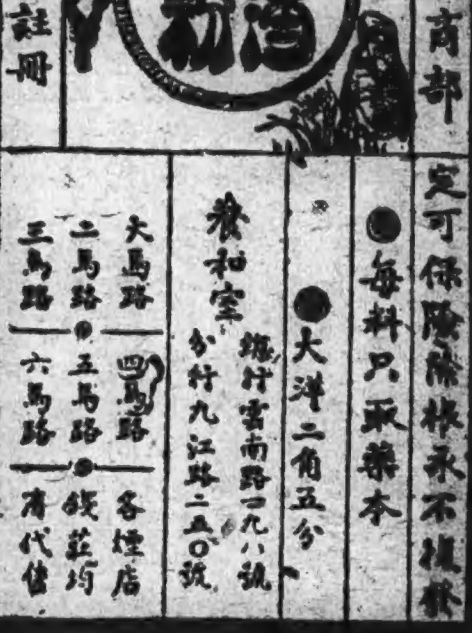 商部
定可保險除根永不復發
●每料只取藥本
●大洋二角五分
養和室
總行雲南路一九八號
分行九江路二五〇號
大馬路
二馬路
三馬路
四馬路
五馬路
六馬路
各煙店
錢莊均
有代售
註冊